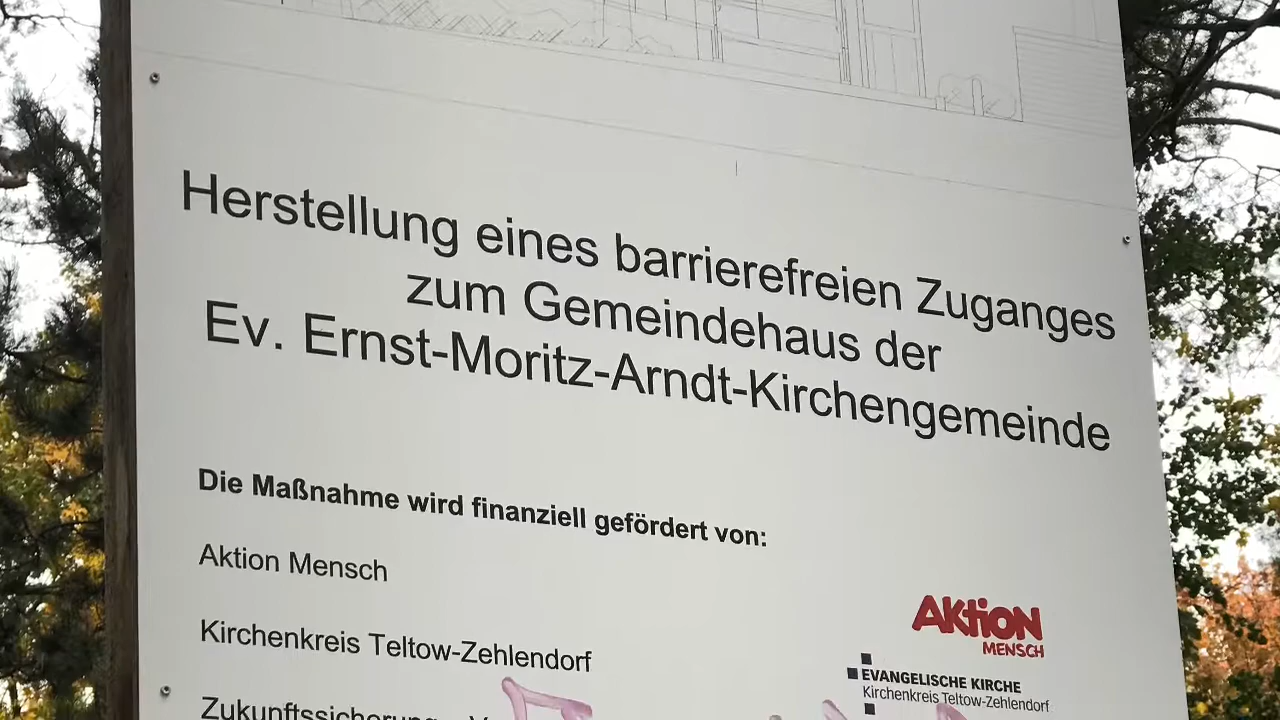 Herstellung eines barrierefreien Zuganges
zum Gemeindehaus der
Ev. Ernst-Moritz-Arndt-Kirchengemeinde
Die Maßnahme wird finanziell gefördert von:
Aktion Mensch
AKTION
MENSCH
Kirchenkreis Teltow-Zehlendorf
EVANGELISCHE KIRCHE
Kirchenkreis Teltow-Zehlendorf